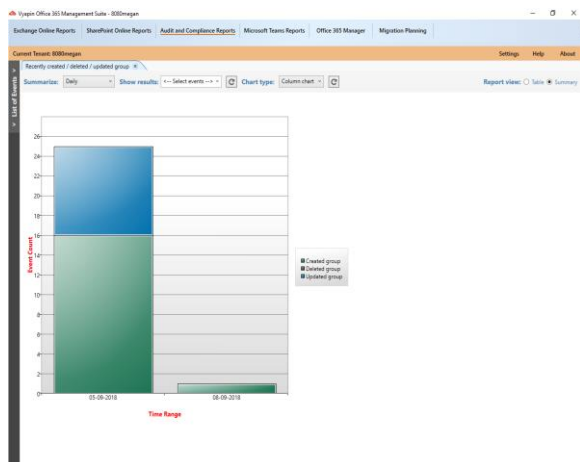 Vyapin Office 365 Management Suite - 8080megan
Exchange Online Reports SharePoint Online Reports Audit and Compliance Reports Microsoft Teams Reports Office 365 Manager Migration Planning
Current Tenant: 8080megan Settings Help About
Recently created / deleted / updated group
Summarize: Daily Show results: <-- Select events --> Chart type: Column chart Report view: Table Summary
> List of Events >
26
24
22
20
18
16
14
12
10
8
6
4
2
0
Event Count
05-09-2018 08-09-2018
Time Range
Created group
Deleted group
Updated group